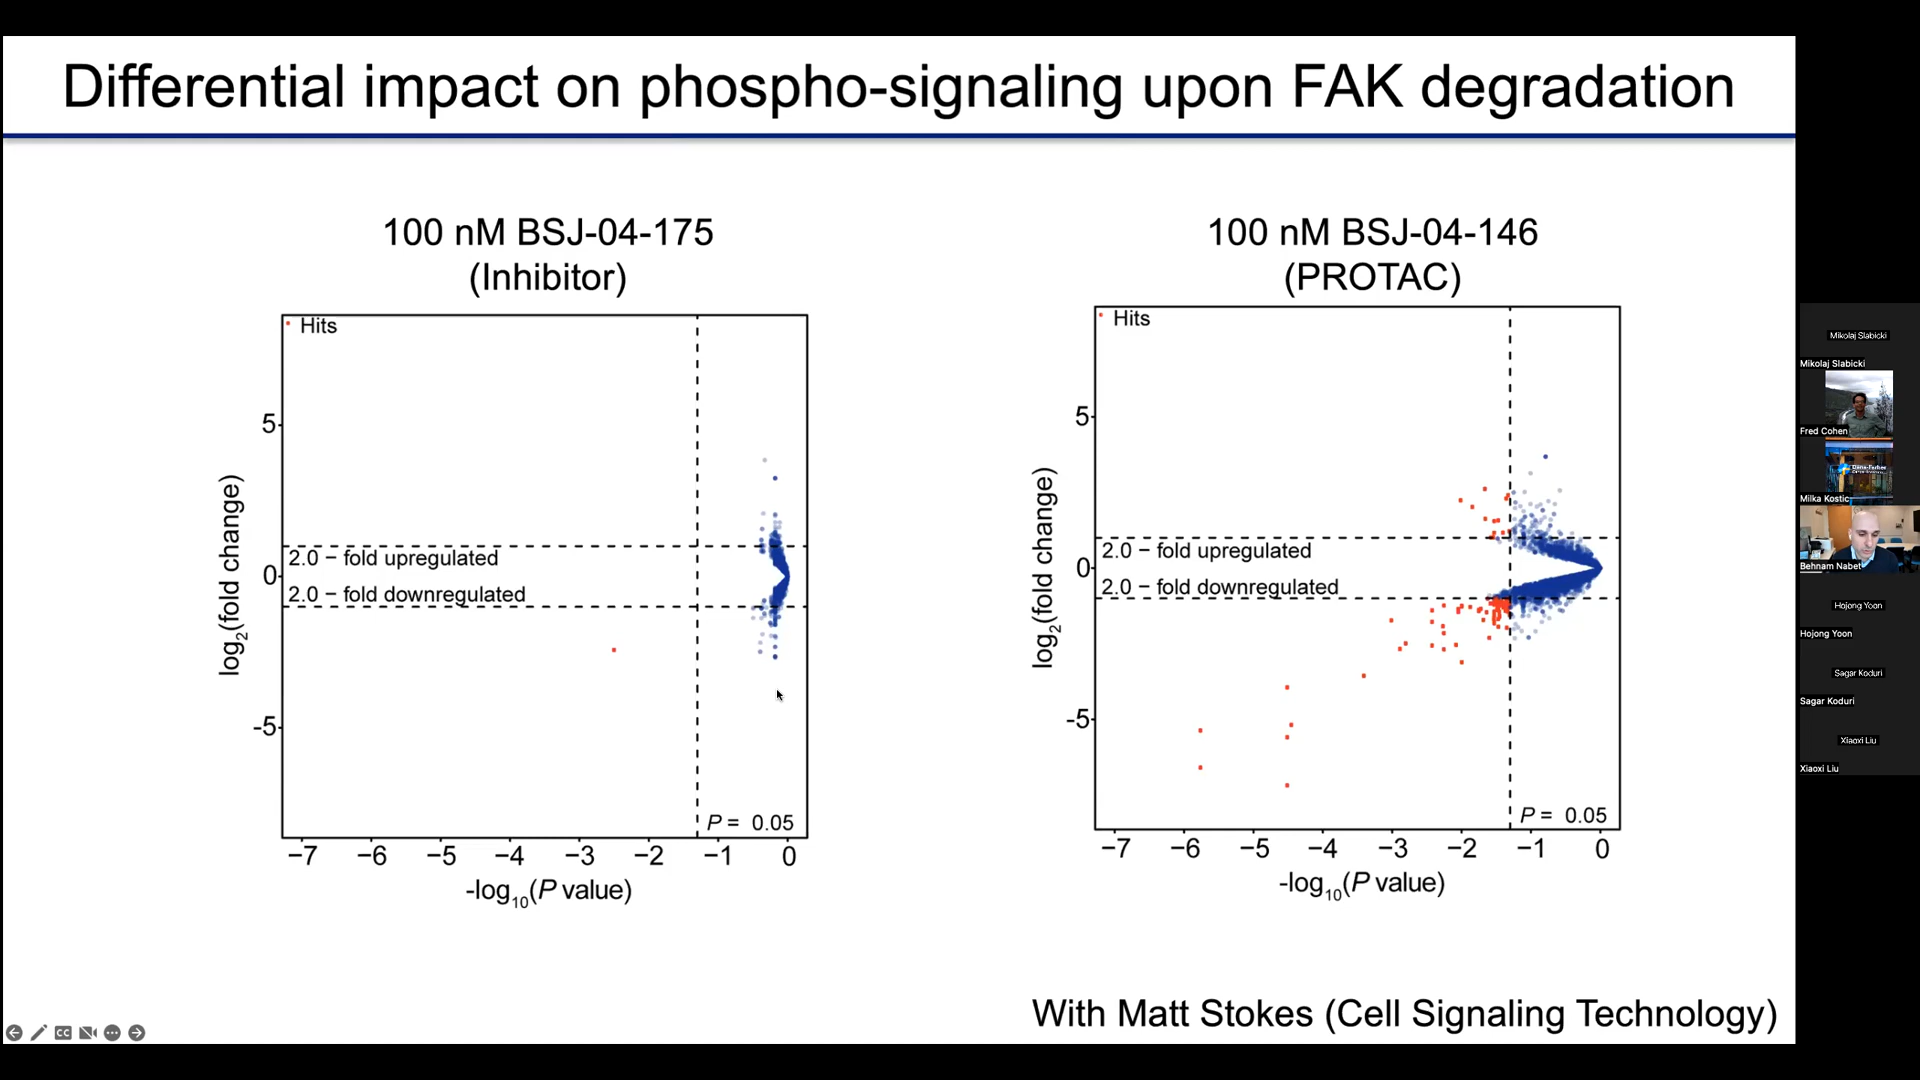 Differential impact on phospho-signaling upon FAK degradation
100 nM BSJ-04-175
(Inhibitor)
Hits
5
0
-5
log2(fold change)
2.0 − fold upregulated
2.0 − fold downregulated
P = 0.05
−7 −6 −5 −4 −3 −2 −1 0
-log10(P value)
100 nM BSJ-04-146
(PROTAC)
Hits
5
0
-5
log2(fold change)
2.0 − fold upregulated
2.0 − fold downregulated
P = 0.05
−7 −6 −5 −4 −3 −2 −1 0
-log10(P value)
With Matt Stokes (Cell Signaling Technology)
CC
Mikolaj Slabicki
Mikolaj Slabicki
Fred Cohen
Dana-Farber
Milka Kostic
Behnam Nabet
Hojong Yoon
Hojong Yoon
Sagar Koduri
Sagar Koduri
Xiaoxi Liu
Xiaoxi Liu